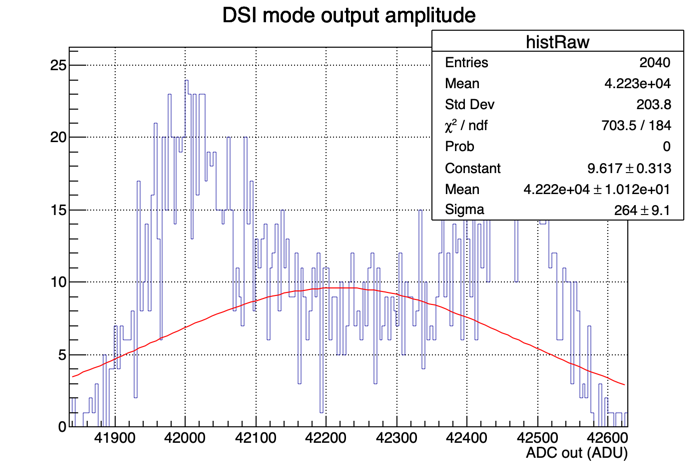 DSI mode output amplitude
histRaw
Entries 2040
Mean 4.223e+04
Std Dev 203.8
χ² / ndf 703.5 / 184
Prob 0
Constant 9.617 ± 0.313
Mean 4.222e+04 ± 1.012e+01
Sigma 264 ± 9.1
25
20
15
10
5
0
41900 42000 42100 42200 42300 42400 42500 42600
ADC out (ADU)